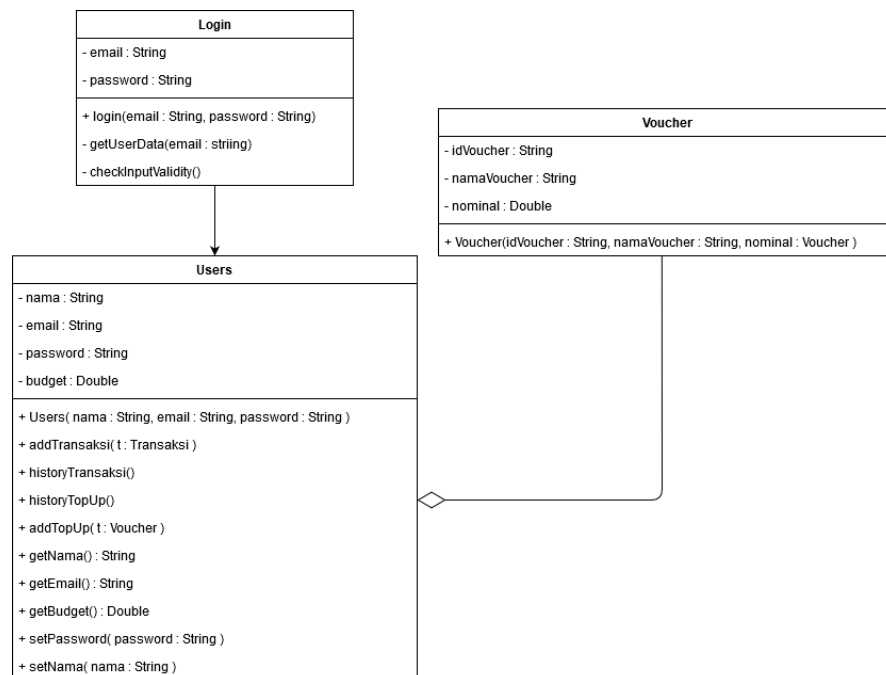 Login
- email : String
- password : String
+ login(email : String, password : String)
- getUserData(email : striing)
- checkInputValidity()
Voucher
- idVoucher : String
- namaVoucher : String
- nominal : Double
+ Voucher(idVoucher : String, namaVoucher : String, nominal : Voucher )
Users
- nama : String
- email : String
- password : String
- budget : Double
+ Users( nama : String, email : String, password : String )
+ addTransaksi( t : Transaksi )
+ historyTransaksi()
+ historyTopUp()
+ addTopUp( t : Voucher )
+ getNama() : String
+ getEmail() : String
+ getBudget() : Double
+ setPassword( password : String )
+ setNama( nama : String )